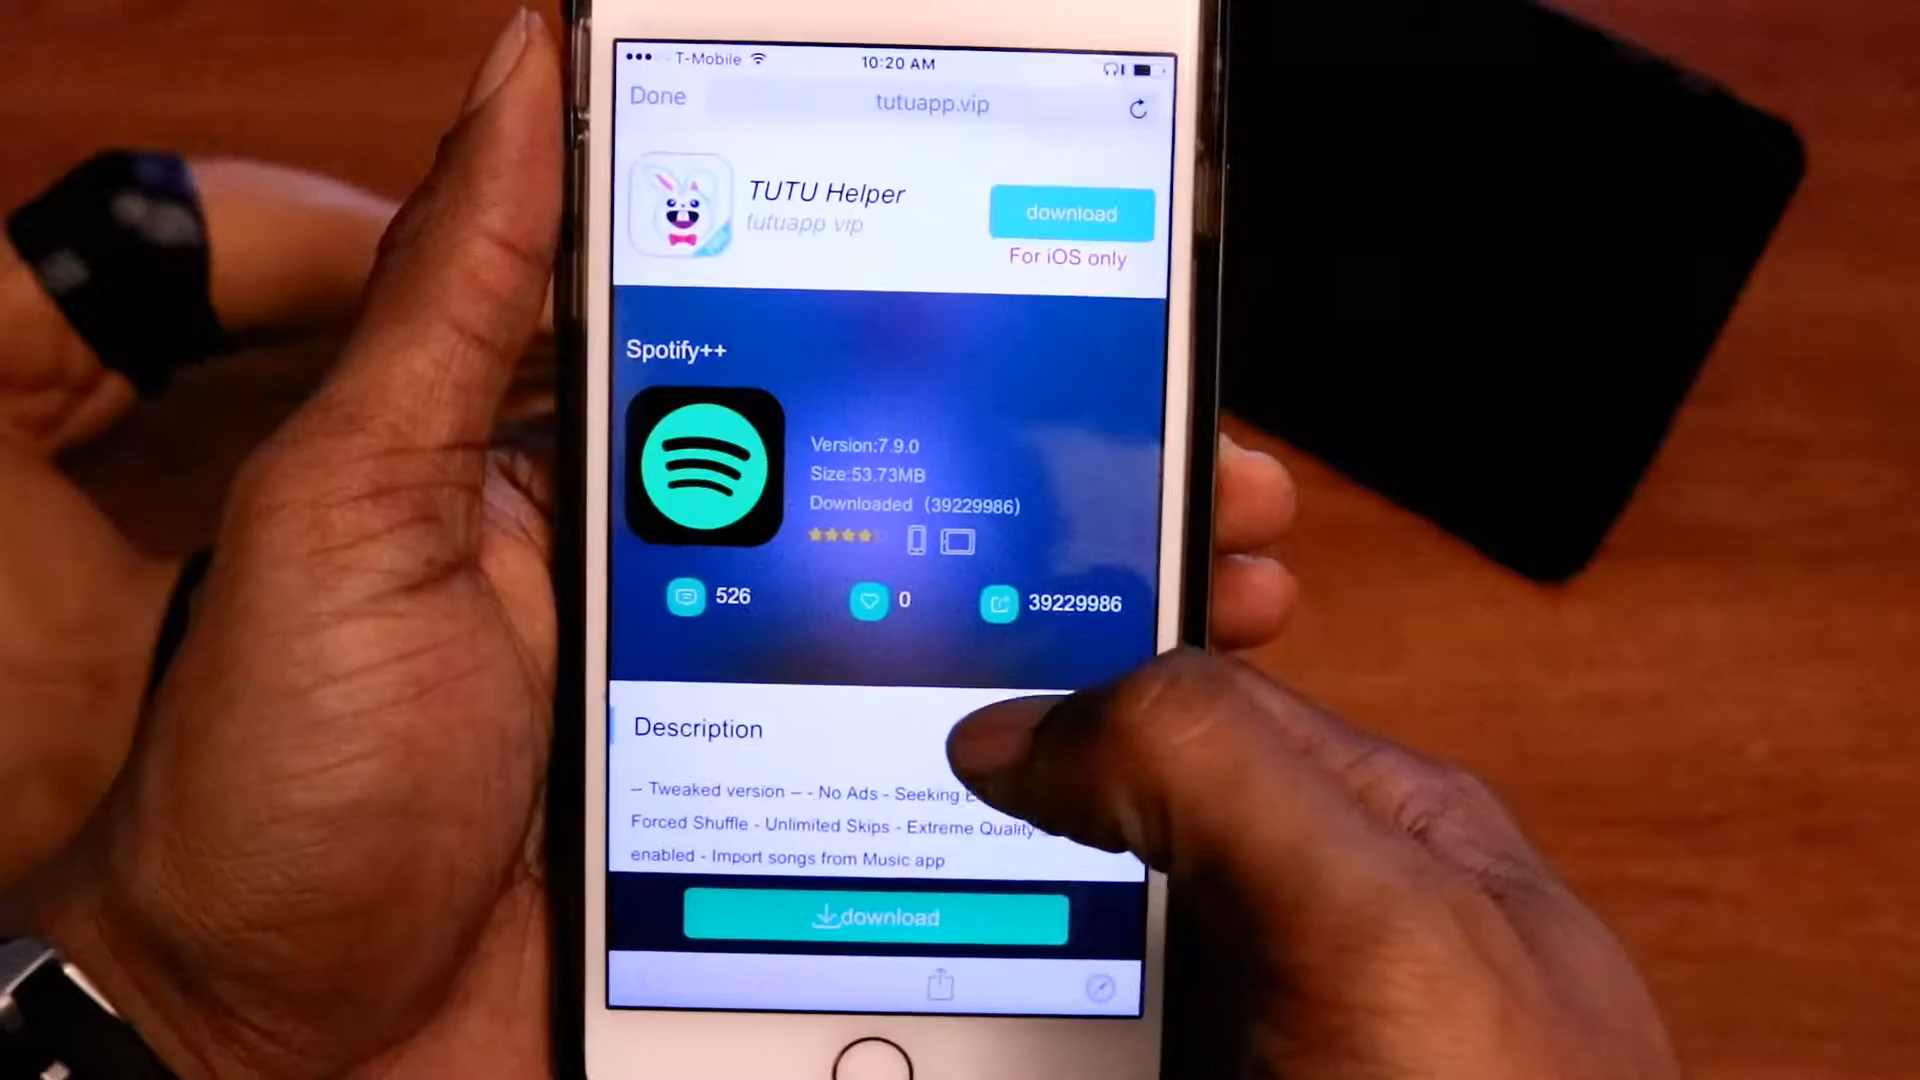 T-Mobile 10:20 AM
Done tutuapp.vip
TUTU Helper
tutuapp vip
download
For iOS only
Spotify++
Version:7.9.0
Size:53.73MB
Downloaded (39229986)
526 0 39229986
Description
-- Tweaked version -- - No Ads - Seeking
Forced Shuffle - Unlimited Skips - Extreme Quality
enabled - Import songs from Music app
download